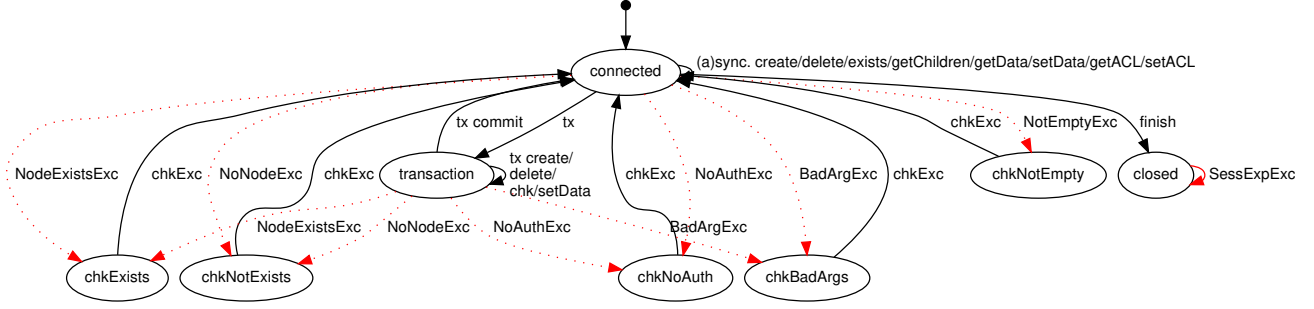 connected
(a)sync. create/delete/exists/getChildren/getData/setData/getACL/setACL
tx commit
tx
chkExc
NotEmptyExc
finish
NodeExistsExc
chkExc
NoNodeExc
chkExc
transaction
tx create/
delete/
chk/setData
chkExc
NoAuthExc
BadArgExc
chkExc
chkNotEmpty
closed
SessExpExc
NodeExistsExc
NoNodeExc
NoAuthExc
BadArgExc
chkExists
chkNotExists
chkNoAuth
chkBadArgs